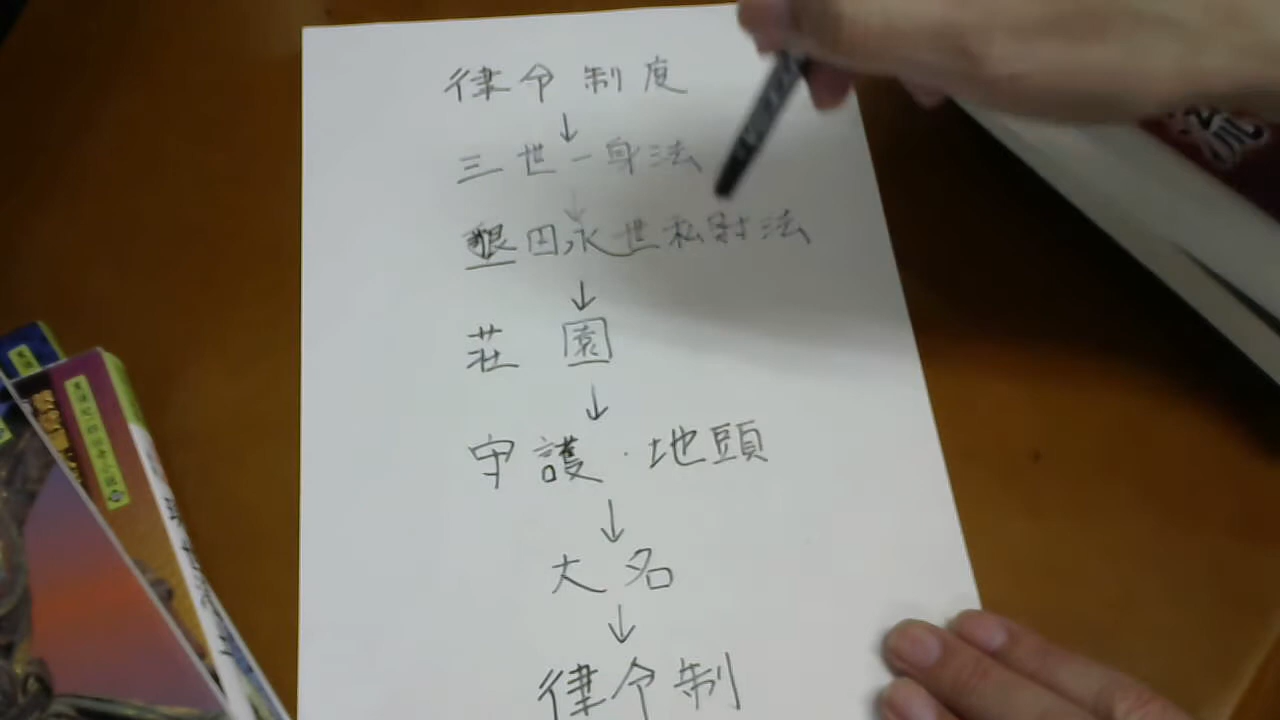 律令制度
↓
三世一身法
↓
墾田永世私財法
↓
荘園
↓
守護・地頭
↓
大名
↓
律令制
流